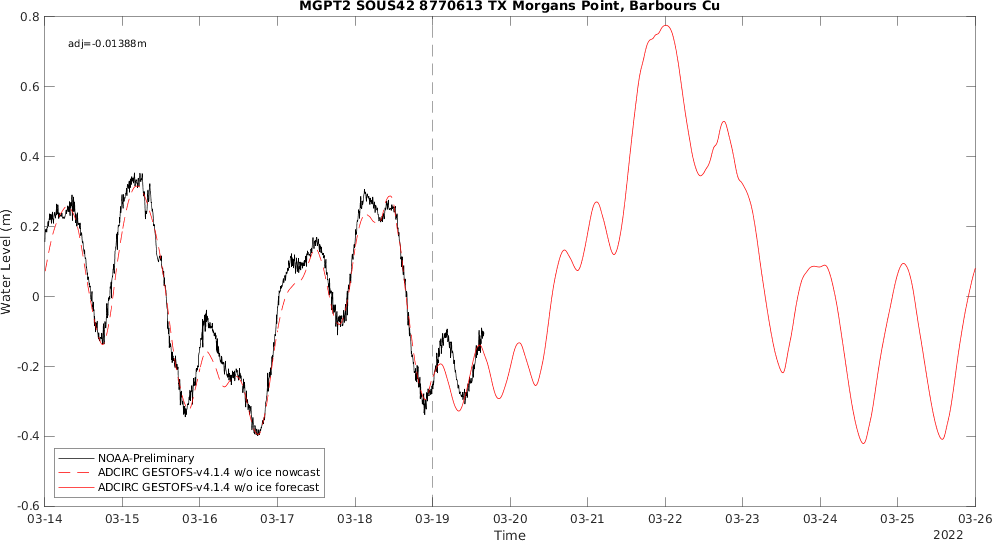 MGPT2 SOUS42 8770613 TX Morgans Point, Barbours Cu
adj=-0.01388m
0.8
0.6
0.4
0.2
0
-0.2
-0.4
-0.6
Water Level (m)
NOAA-Preliminary
ADCIRC GESTOFS-v4.1.4 w/o ice nowcast
ADCIRC GESTOFS-v4.1.4 w/o ice forecast
03-14 03-15 03-16 03-17 03-18 03-19 03-20 03-21 03-22 03-23 03-24 03-25 03-26
Time
2022